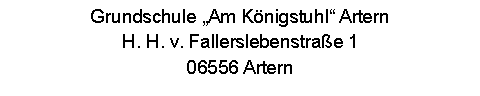 Grundschule „Am Königstuhl“ Artern
H. H. v. Fallerslebenstraße 1
06556 Artern